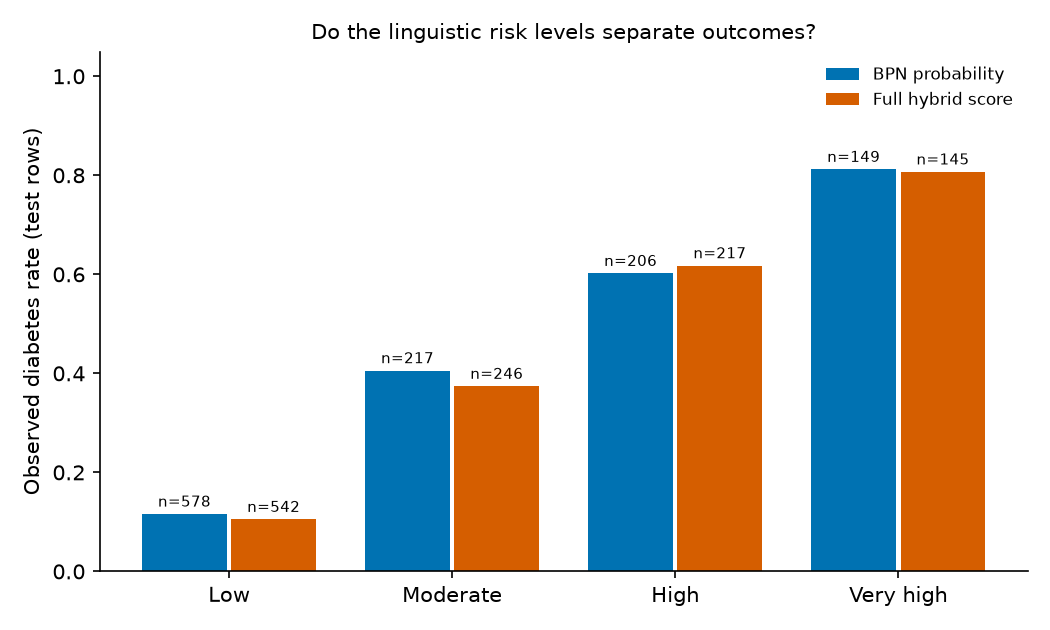 Do the linguistic risk levels separate outcomes?
BPN probability
Full hybrid score
Observed diabetes rate (test rows)
1.0
0.8
0.6
0.4
0.2
0.0
n=578
n=542
n=217
n=246
n=206
n=217
n=149
n=145
Low
Moderate
High
Very high